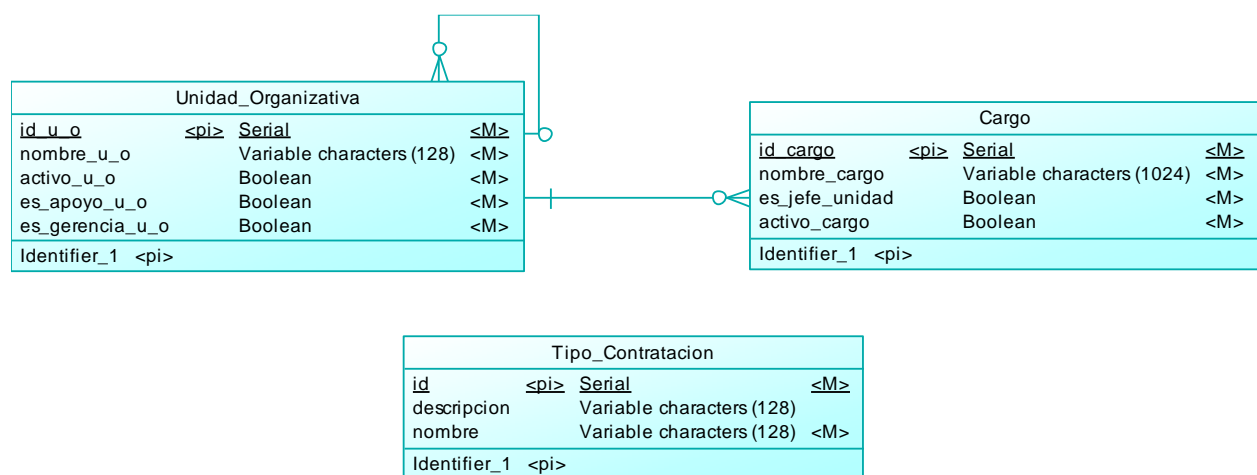 Unidad_Organizativa
id_u_o <pi> Serial <M>
nombre_u_o Variable characters (128) <M>
activo_u_o Boolean <M>
es_apoyo_u_o Boolean <M>
es_gerencia_u_o Boolean <M>
Identifier_1 <pi>
Cargo
id_cargo <pi> Serial <M>
nombre_cargo Variable characters (1024) <M>
es_jefe_unidad Boolean <M>
activo_cargo Boolean <M>
Identifier_1 <pi>
Tipo_Contratacion
id <pi> Serial <M>
descripcion Variable characters (128)
nombre Variable characters (128) <M>
Identifier_1 <pi>